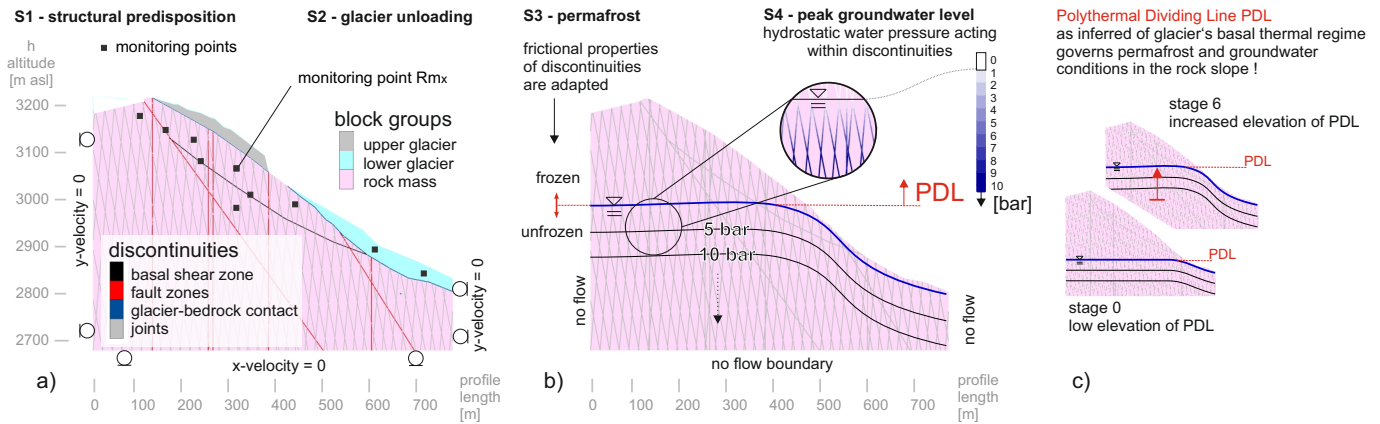 S1 - structural predisposition
S2 - glacier unloading
monitoring points
h
altitude
[m asl]
monitoring point Rmx
3200
3100
3000
2900
2800
2700
block groups
upper glacier
lower glacier
rock mass
discontinuities
basal shear zone
fault zones
glacier-bedrock contact
joints
y-velocity = 0
y-velocity = 0
x-velocity = 0
a)
0
100
200
300
400
500
600
700
profile
length
[m]
S3 - permafrost
S4 - peak groundwater level
hydrostatic water pressure acting
within discontinuities
frictional properties
of discontinuities
are adapted
0
1
2
3
4
5
6
7
8
9
10
[bar]
frozen
unfrozen
PDL
5 bar
10 bar
no flow
no flow
no flow boundary
b)
0
100
200
300
400
500
600
700
profile
length
[m]
Polythermal Dividing Line PDL
as inferred of glacier's basal thermal regime
governs permafrost and groundwater
conditions in the rock slope !
stage 6
increased elevation of PDL
PDL
PDL
stage 0
low elevation of PDL
c)